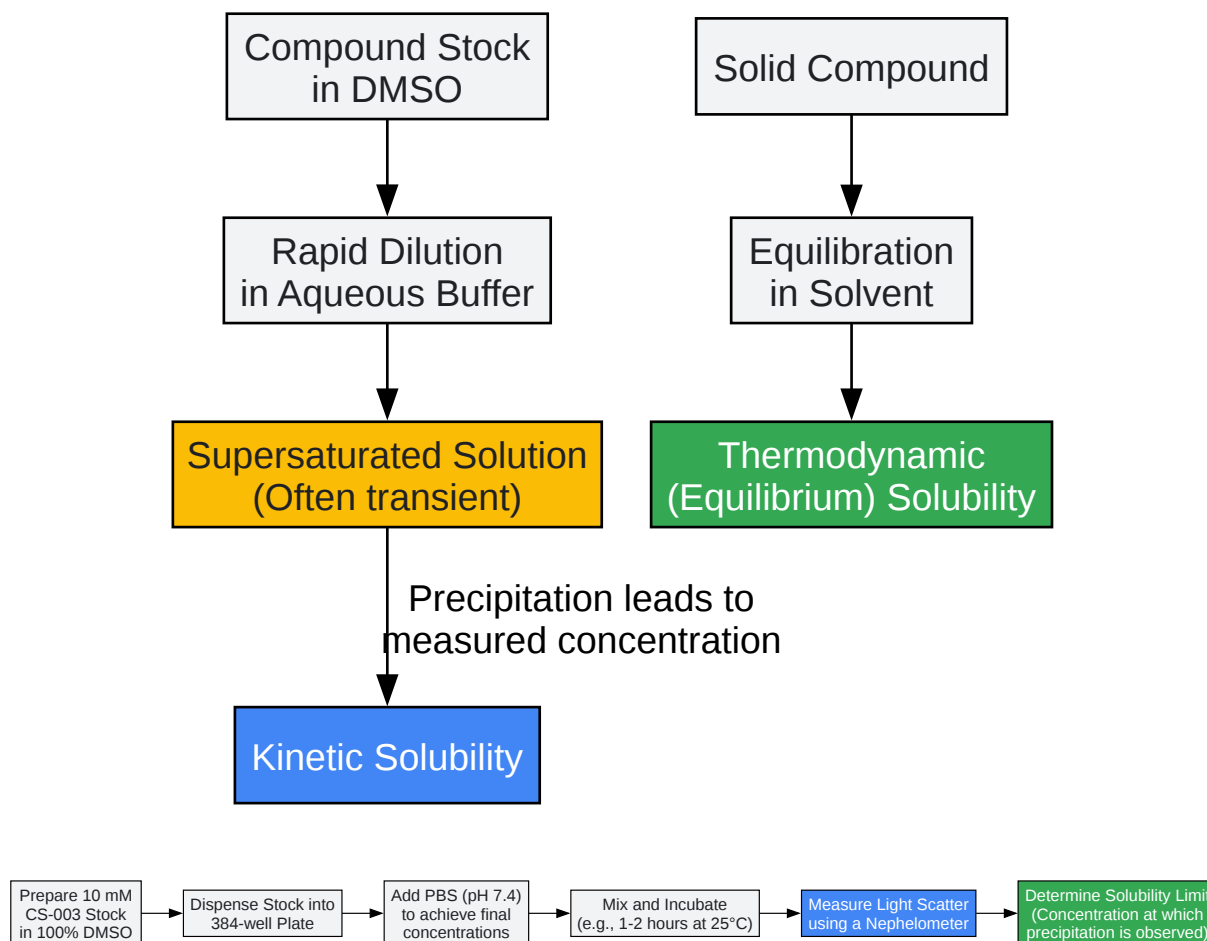 Compound Stock
in DMSO
Solid Compound
Rapid Dilution
in Aqueous Buffer
Equilibration
in Solvent
Supersaturated Solution
(Often transient)
Thermodynamic
(Equilibrium) Solubility
Precipitation leads to
measured concentration
Kinetic Solubility
Prepare 10 mM
CS-003 Stock
in 100% DMSO
Dispense Stock into
384-well Plate
Add PBS (pH 7.4)
to achieve final
concentrations
Mix and Incubate
(e.g., 1-2 hours at 25°C)
Measure Light Scatter
using a Nephelometer
Determine Solubility Limit
(Concentration at which
precipitation is observed)